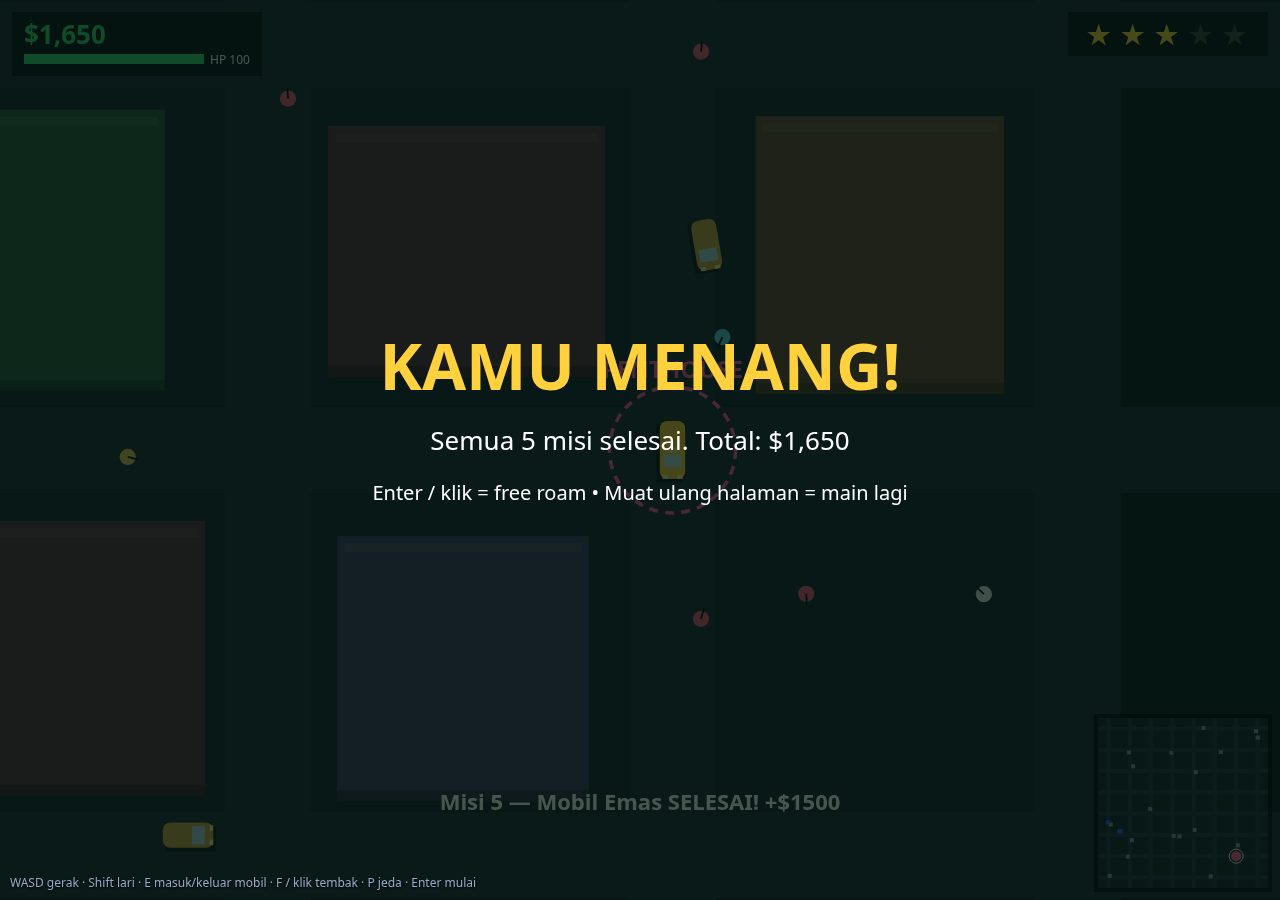 $1,650
HP 100
★★★★★
KAMU MENANG!
Semua 5 misi selesai. Total: $1,650
Enter / klik = free roam • Muat ulang halaman = main lagi
Misi 5 — Mobil Emas SELESAI! +$1500
WASD gerak · Shift lari · E masuk/keluar mobil · F / klik tembak · P jeda · Enter mulai